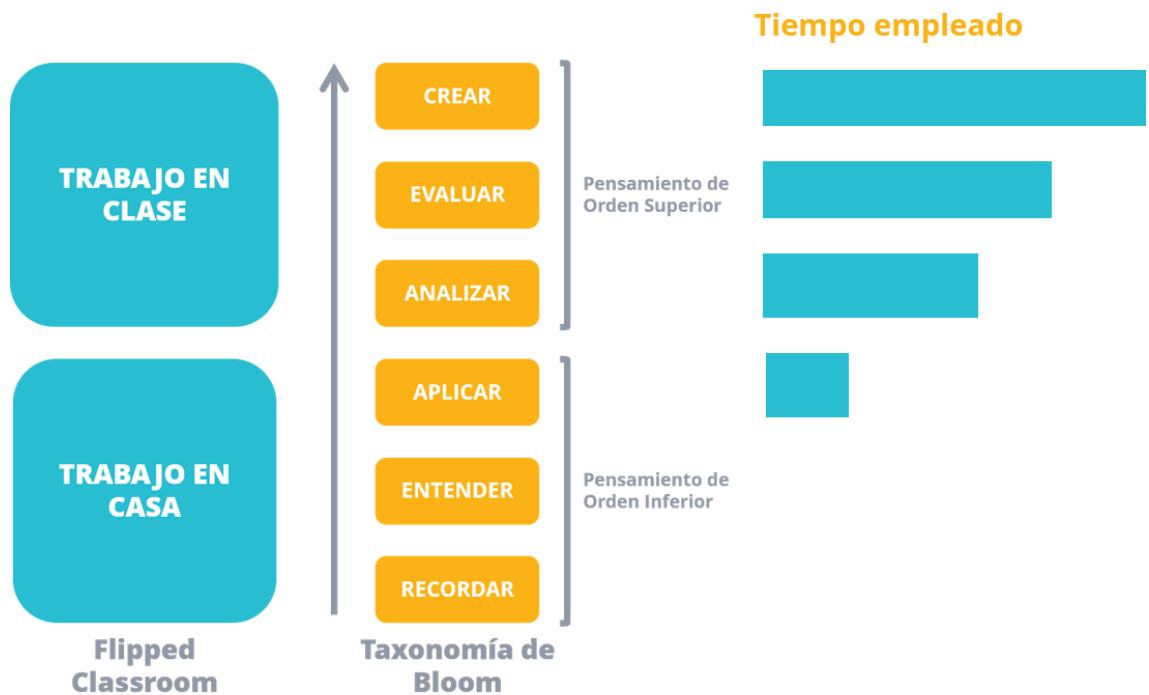 Tiempo empleado
TRABAJO EN
CLASE
CREAR
EVALUAR
ANALIZAR
Pensamiento de
Orden Superior
TRABAJO EN
CASA
APLICAR
ENTENDER
RECORDAR
Pensamiento de
Orden Inferior
Flipped
Classroom
Taxonomía de
Bloom